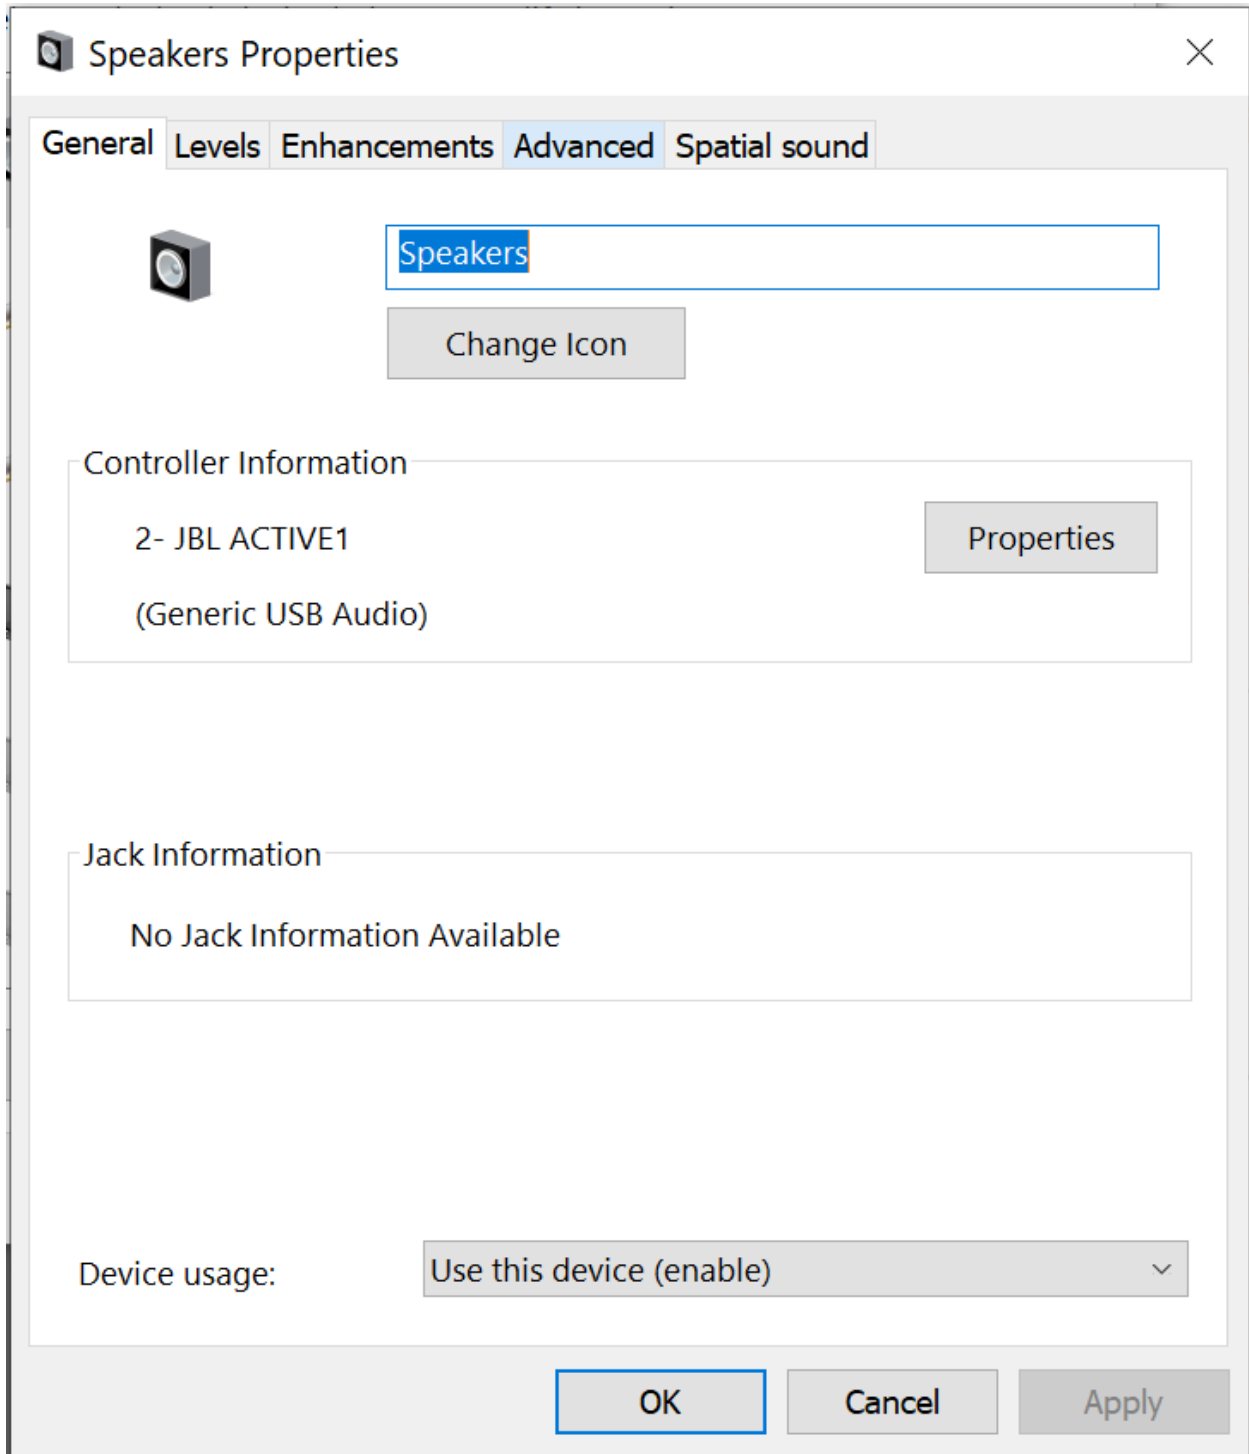 Speakers Properties
General Levels Enhancements Advanced Spatial sound
Speakers
Change Icon
Controller Information
2- JBL ACTIVE1
Properties
(Generic USB Audio)
Jack Information
No Jack Information Available
Device usage:
Use this device (enable)
OK Cancel Apply